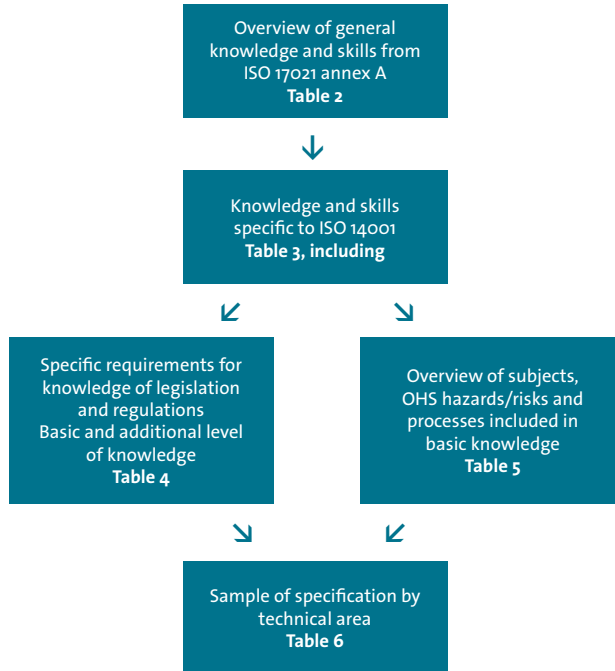 Overview of general
knowledge and skills from
ISO 17021 annex A
Table 2
Knowledge and skills
specific to ISO 14001
Table 3, including
Specific requirements for
knowledge of legislation
and regulations
Basic and additional level
of knowledge
Table 4
Overview of subjects,
OHS hazards/risks and
processes included in
basic knowledge
Table 5
Sample of specification by
technical area
Table 6